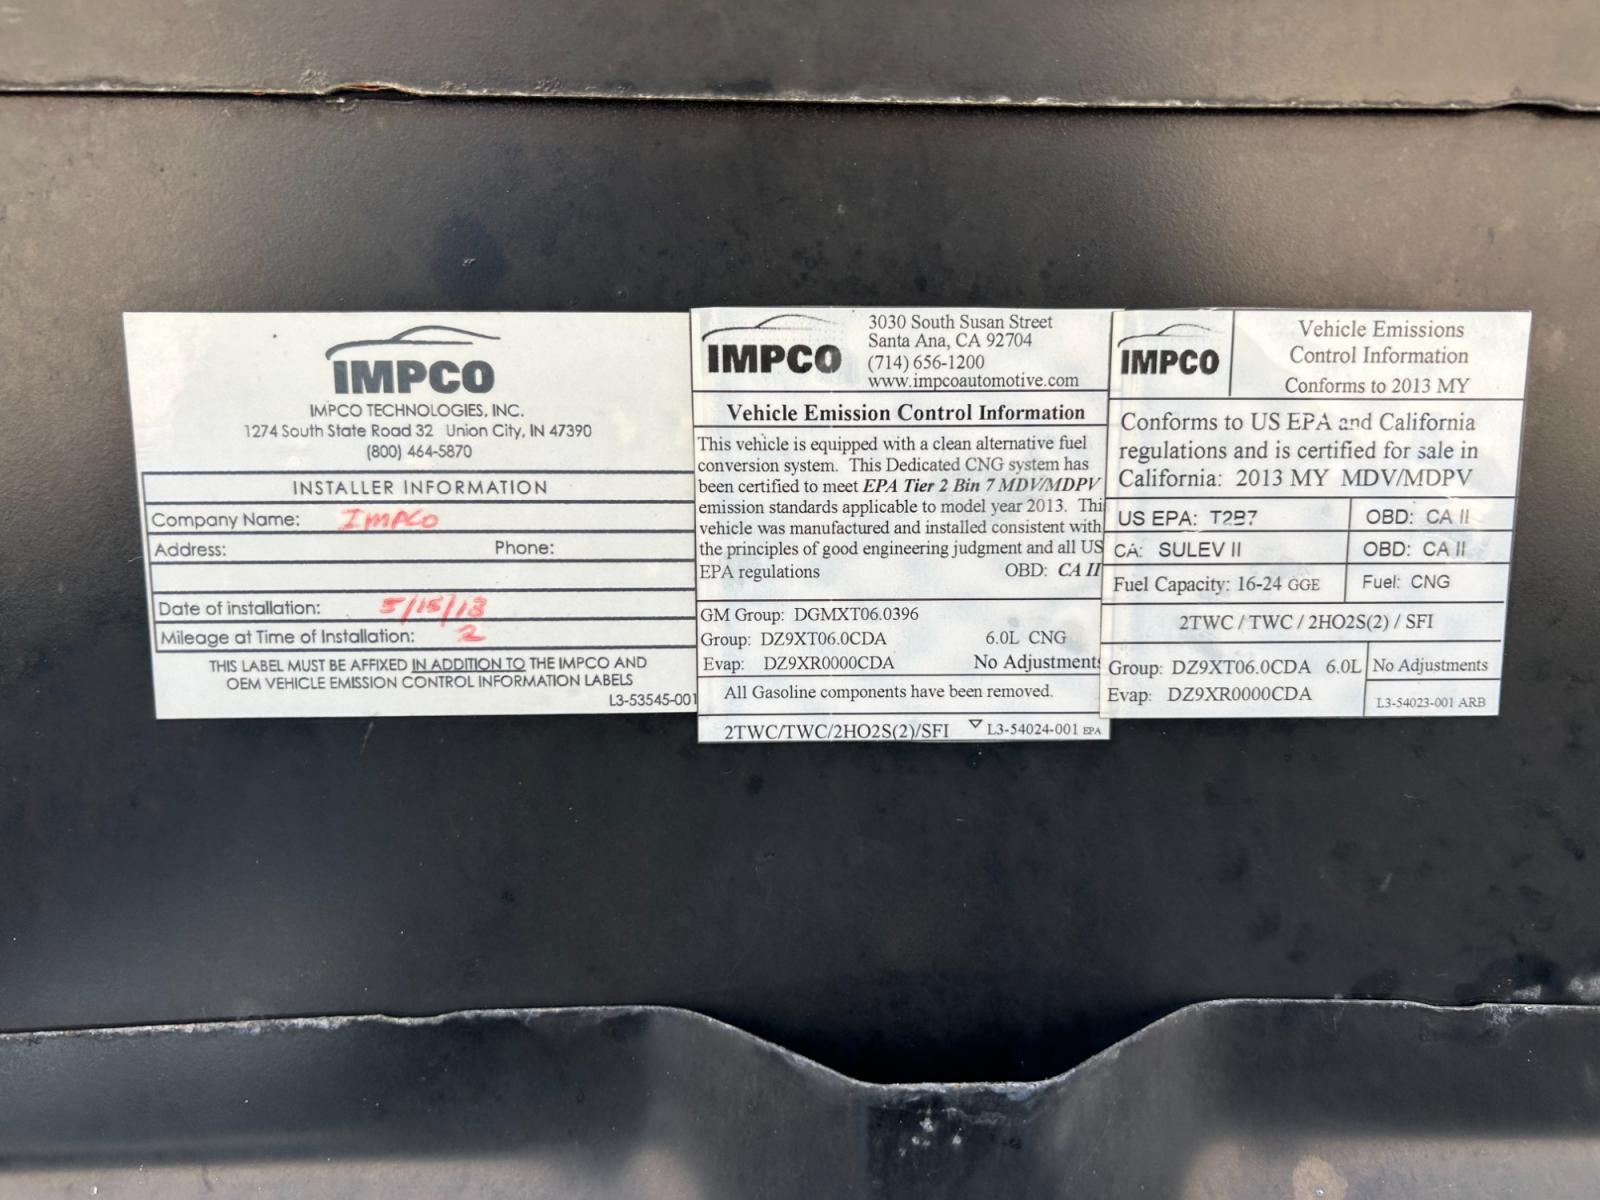 IMPCO
IMPCO TECHNOLOGIES, INC.
1274 South State Road 32 Union City, IN 47390
(800) 464-5870
INSTALLER INFORMATION
Company Name: IMPCO
Address: Phone:
Date of installation: 5/15/13
Mileage at Time of Installation: 2
THIS LABEL MUST BE AFFIXED IN ADDITION TO THE IMPCO AND
OEM VEHICLE EMISSION CONTROL INFORMATION LABELS
L3-53545-001
IMPCO
3030 South Susan Street
Santa Ana, CA 92704
(714) 656-1200
www.impcoautomotive.com
Vehicle Emission Control Information
This vehicle is equipped with a clean alternative fuel
conversion system. This Dedicated CNG system has
been certified to meet EPA Tier 2 Bin 7 MDV/MDPV
emission standards applicable to model year 2013. Thi
vehicle was manufactured and installed consistent with
the principles of good engineering judgment and all US
EPA regulations OBD: CA II
GM Group: DGMXT06.0396
Group: DZ9XT06.0CDA 6.0L CNG
Evap: DZ9XR0000CDA No Adjustments
All Gasoline components have been removed.
2TWC/TWC/2HO2S(2)/SFI ▽ L3-54024-001 EPA
IMPCO
Vehicle Emissions
Control Information
Conforms to 2013 MY
Conforms to US EPA and California
regulations and is certified for sale in
California: 2013 MY MDV/MDPV
US EPA: T2B7 OBD: CA II
CA: SULEV II OBD: CA II
Fuel Capacity: 16-24 GGE Fuel: CNG
2TWC / TWC / 2HO2S(2) / SFI
Group: DZ9XT06.0CDA 6.0L No Adjustments
Evap: DZ9XR0000CDA L3-54023-001 ARB